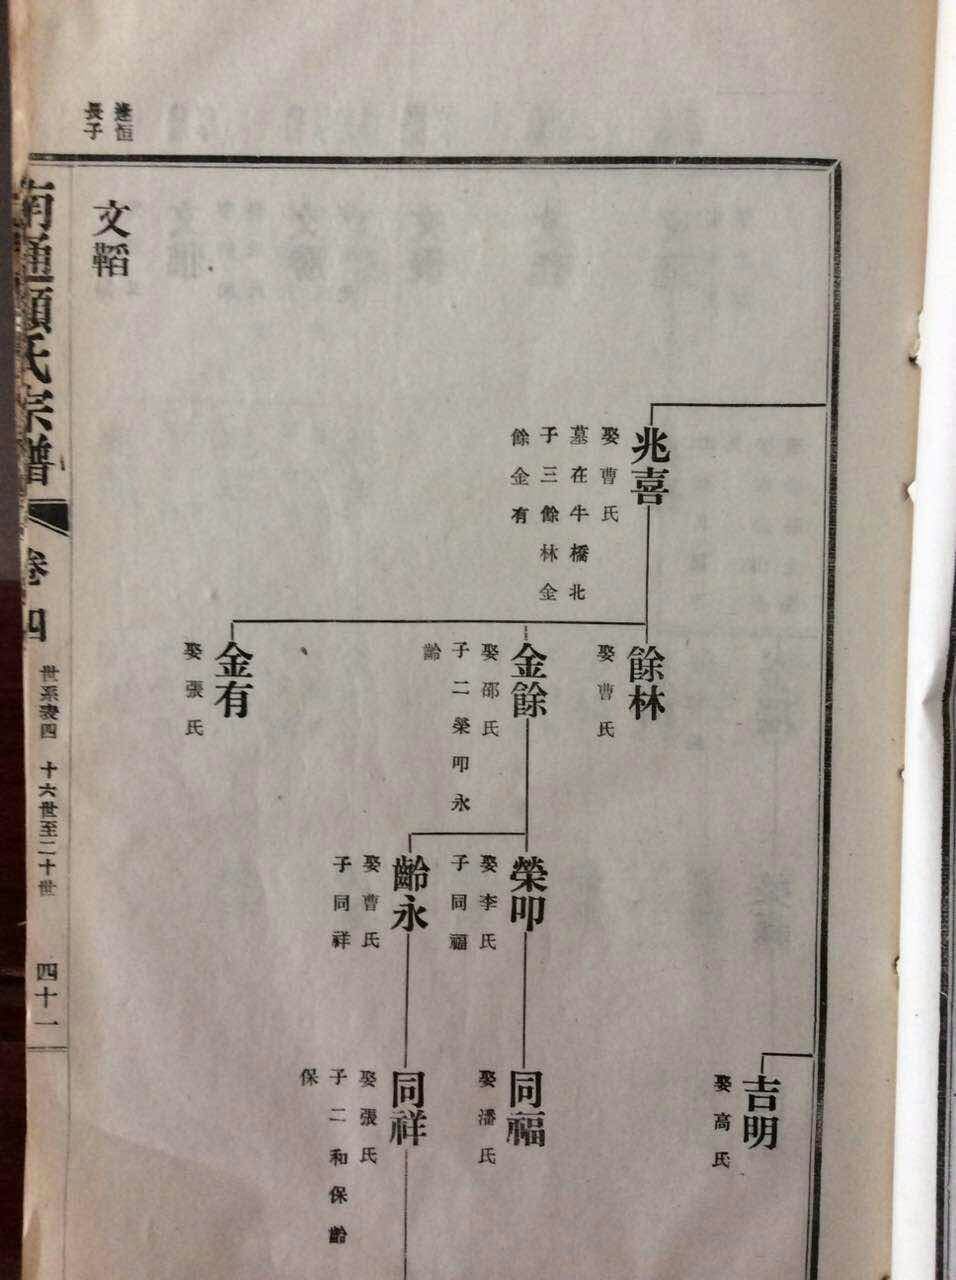 兆喜
娶曹氏
墓在牛橋北
子三餘林金
餘金有
餘林
娶曹氏
金餘
娶邵氏
子二榮叩永
齡
金有
娶張氏
榮叩
娶李氏
子同福
齡永
娶曹氏
子同祥
吉明
娶高氏
同福
娶潘氏
同祥
娶張氏
子二和保齡
保
逢恒
長子
文韜
南通顧氏宗譜
卷四
世系表四 十六世至二十世
四十一